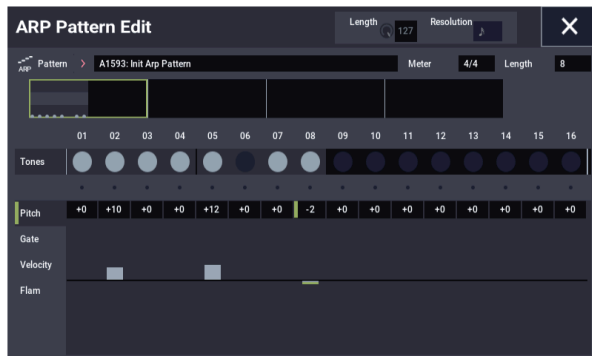 ARP Pattern Edit
Length 127 Resolution ♪ X
ARP Pattern > A1593: Init Arp Pattern Meter 4/4 Length 8
01 02 03 04 05 06 07 08 09 10 11 12 13 14 15 16
Tones
Pitch +0 +10 +0 +0 +12 +0 +0 -2 +0 +0 +0 +0 +0 +0 +0 +0
Gate
Velocity
Flam